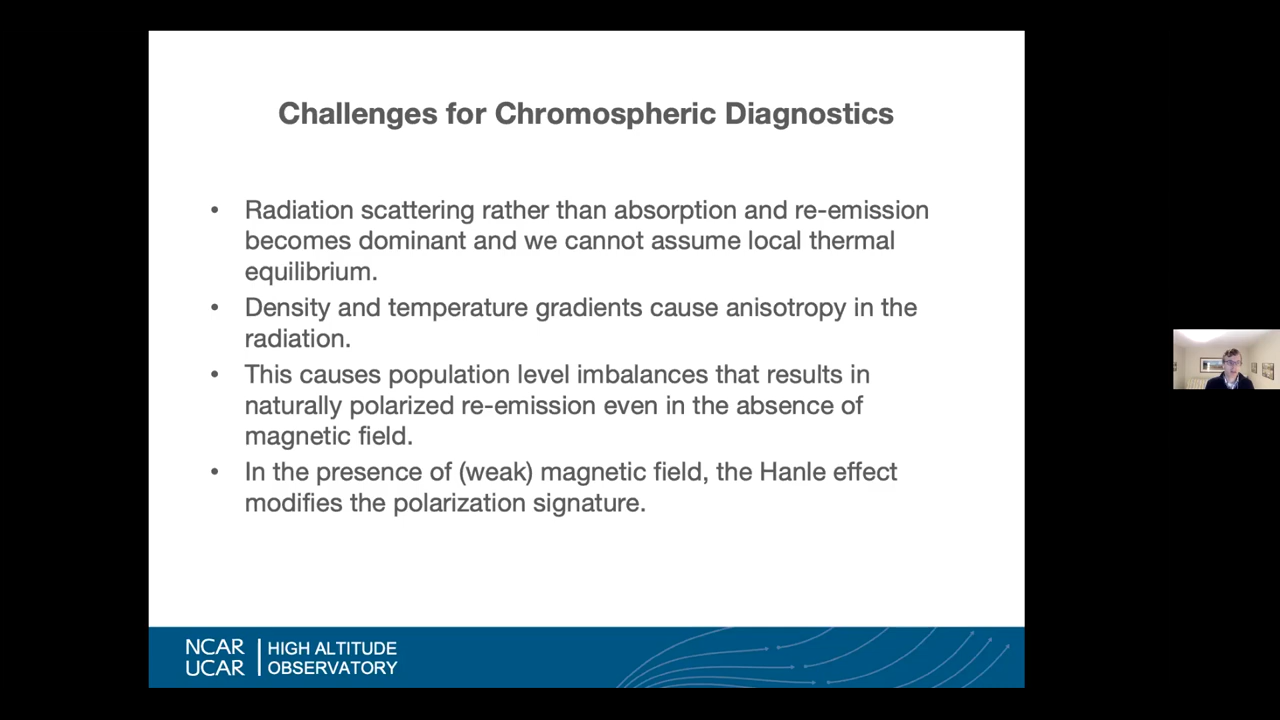 Challenges for Chromospheric Diagnostics
• Radiation scattering rather than absorption and re-emission
becomes dominant and we cannot assume local thermal
equilibrium.
• Density and temperature gradients cause anisotropy in the
radiation.
• This causes population level imbalances that results in
naturally polarized re-emission even in the absence of
magnetic field.
• In the presence of (weak) magnetic field, the Hanle effect
modifies the polarization signature.
NCAR
UCAR
HIGH ALTITUDE
OBSERVATORY